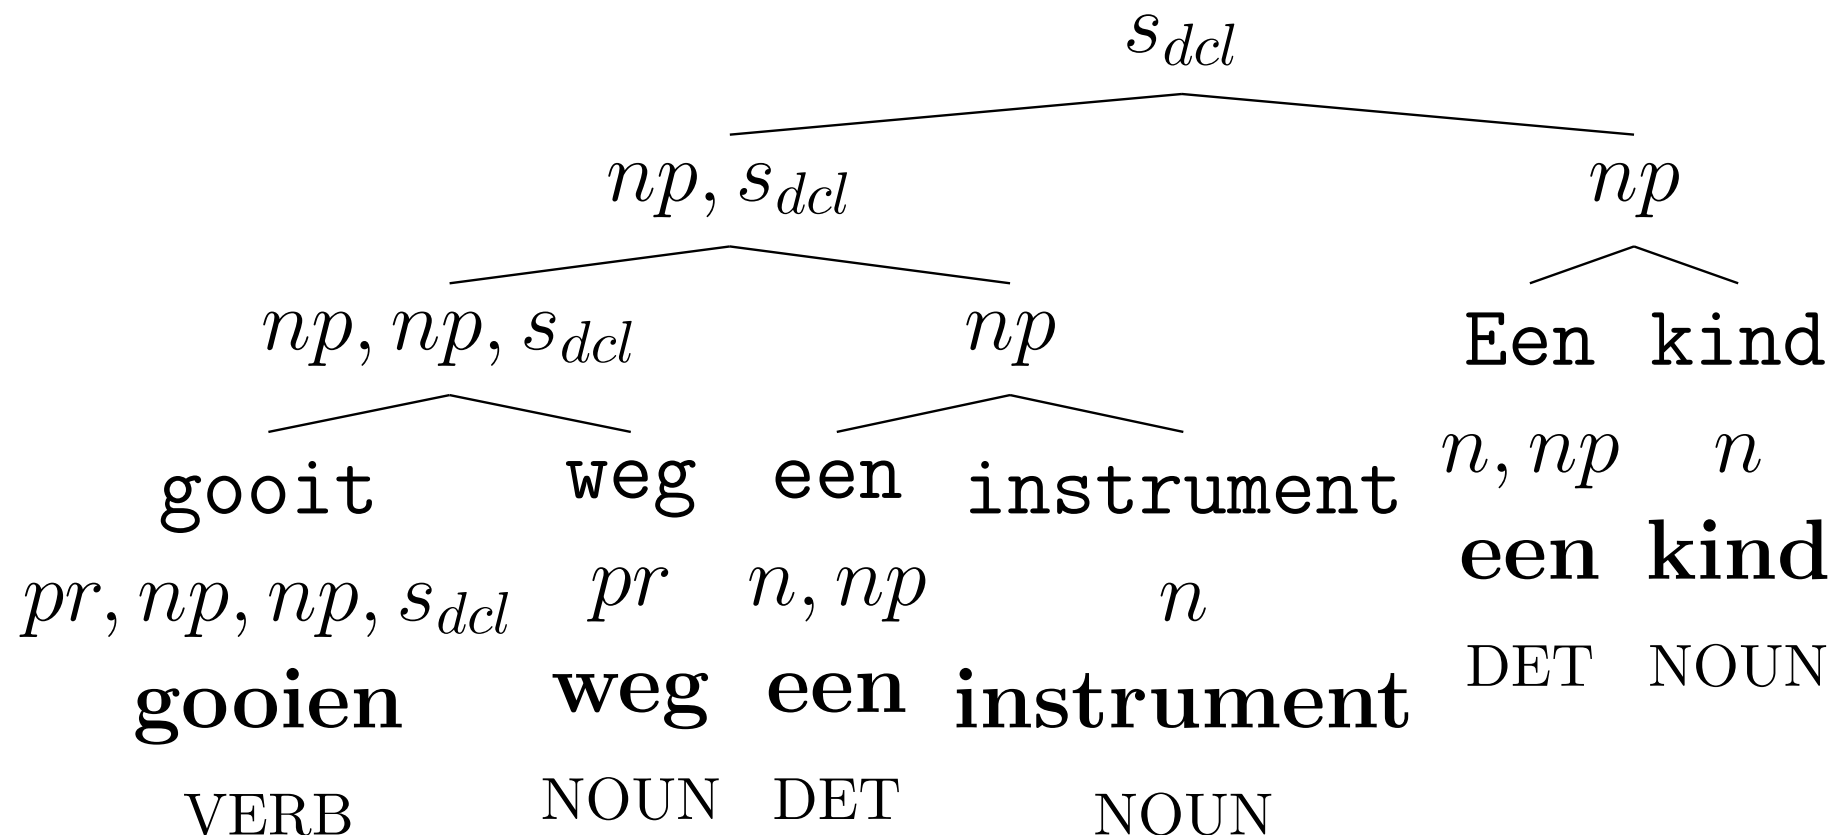 s_dcl
np, s_dcl np
np, np, s_dcl np Een kind
gooit weg een instrument n, np n
pr, np, np, s_dcl pr n, np n een kind
gooien weg een instrument DET NOUN
VERB NOUN DET NOUN